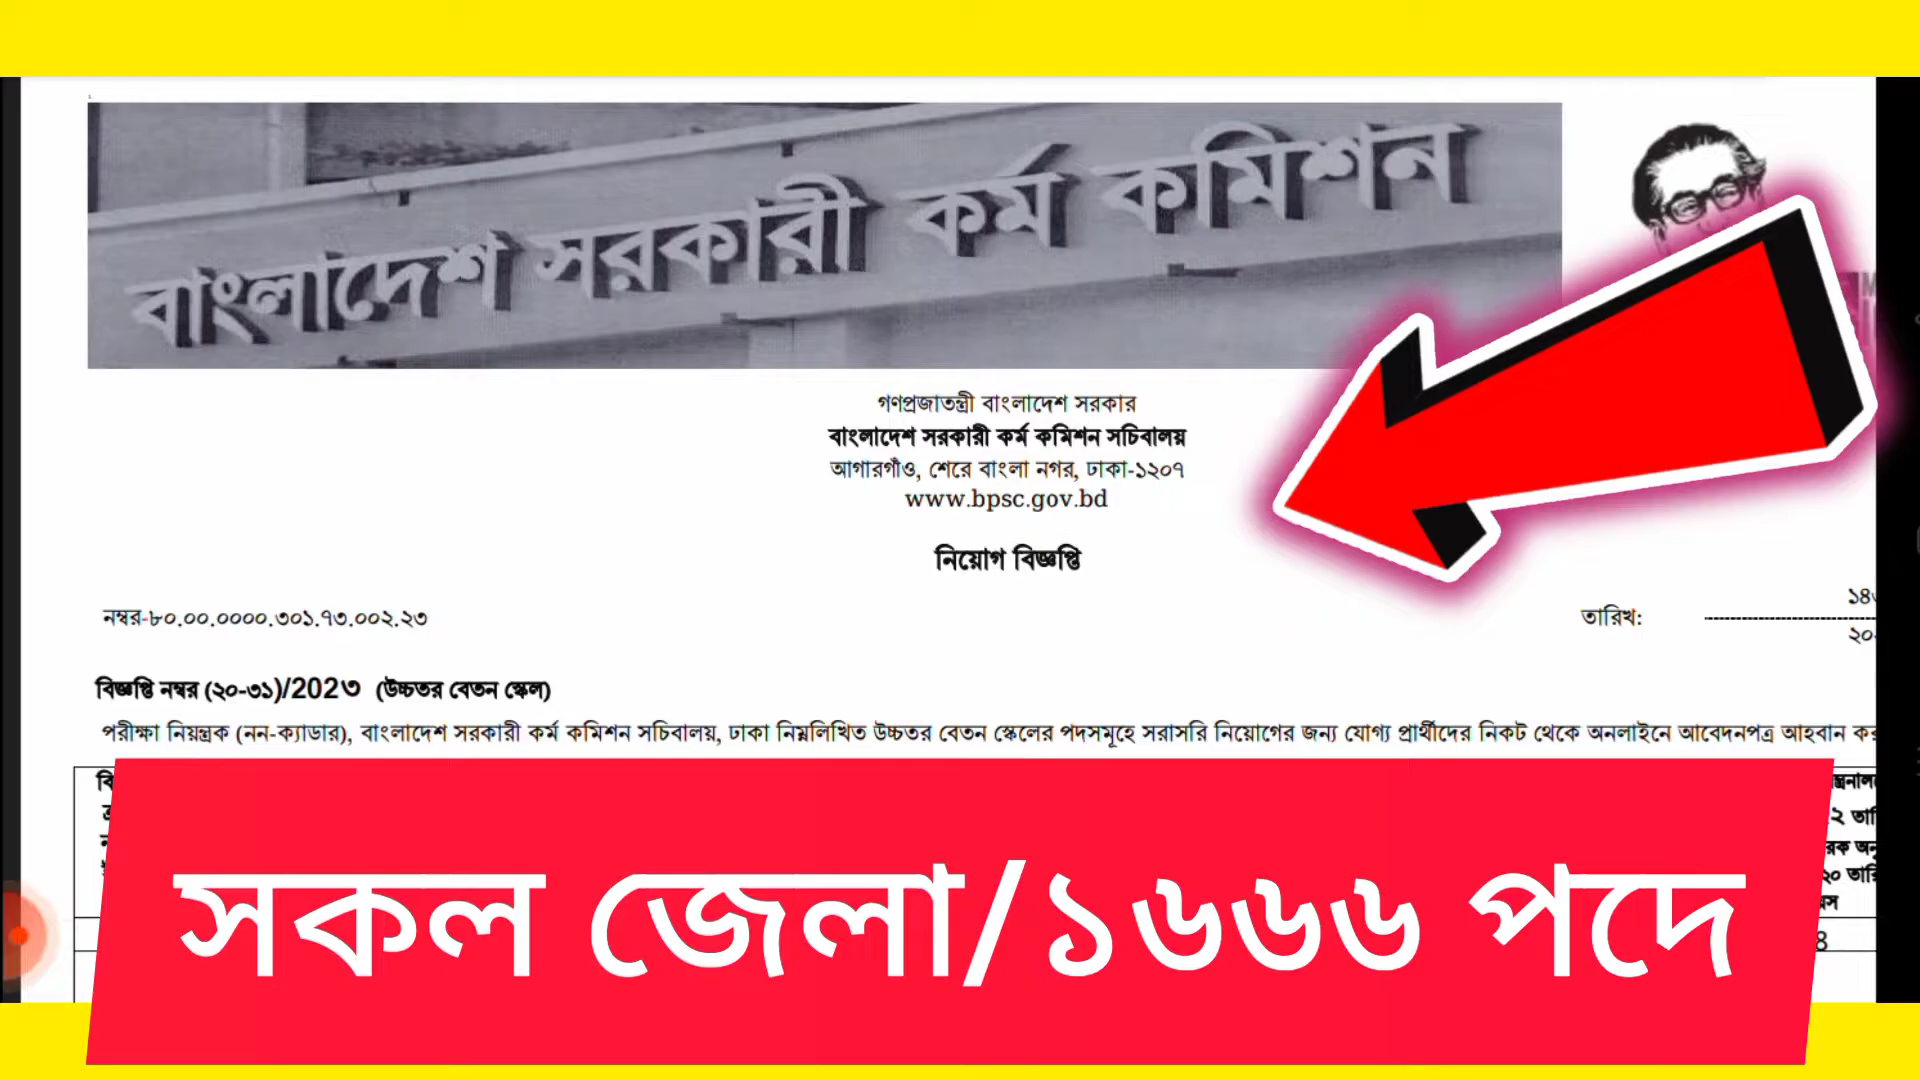 বাংলাদেশ সরকারী কর্ম কমিশন
গণপ্রজাতন্ত্রী বাংলাদেশ সরকার
বাংলাদেশ সরকারী কর্ম কমিশন সচিবালয়
আগারগাঁও, শেরে বাংলা নগর, ঢাকা-১২০৭
www.bpsc.gov.bd
নিয়োগ বিজ্ঞপ্তি
নম্বর-৮০.০০.০০০০.৩০১.৭৩.০০২.২৩
তারিখ:
বিজ্ঞপ্তি নম্বর (২০-৩১)/202৩ (উচ্চতর বেতন স্কেল)
পরীক্ষা নিয়ন্ত্রক (নন-ক্যাডার), বাংলাদেশ সরকারী কর্ম কমিশন সচিবালয়, ঢাকা নিম্নলিখিত উচ্চতর বেতন স্কেলের পদসমূহে সরাসরি নিয়োগের জন্য যোগ্য প্রার্থীদের নিকট থেকে অনলাইনে আবেদনপত্র আহবান
সকল জেলা/১৬৬৬ পদে